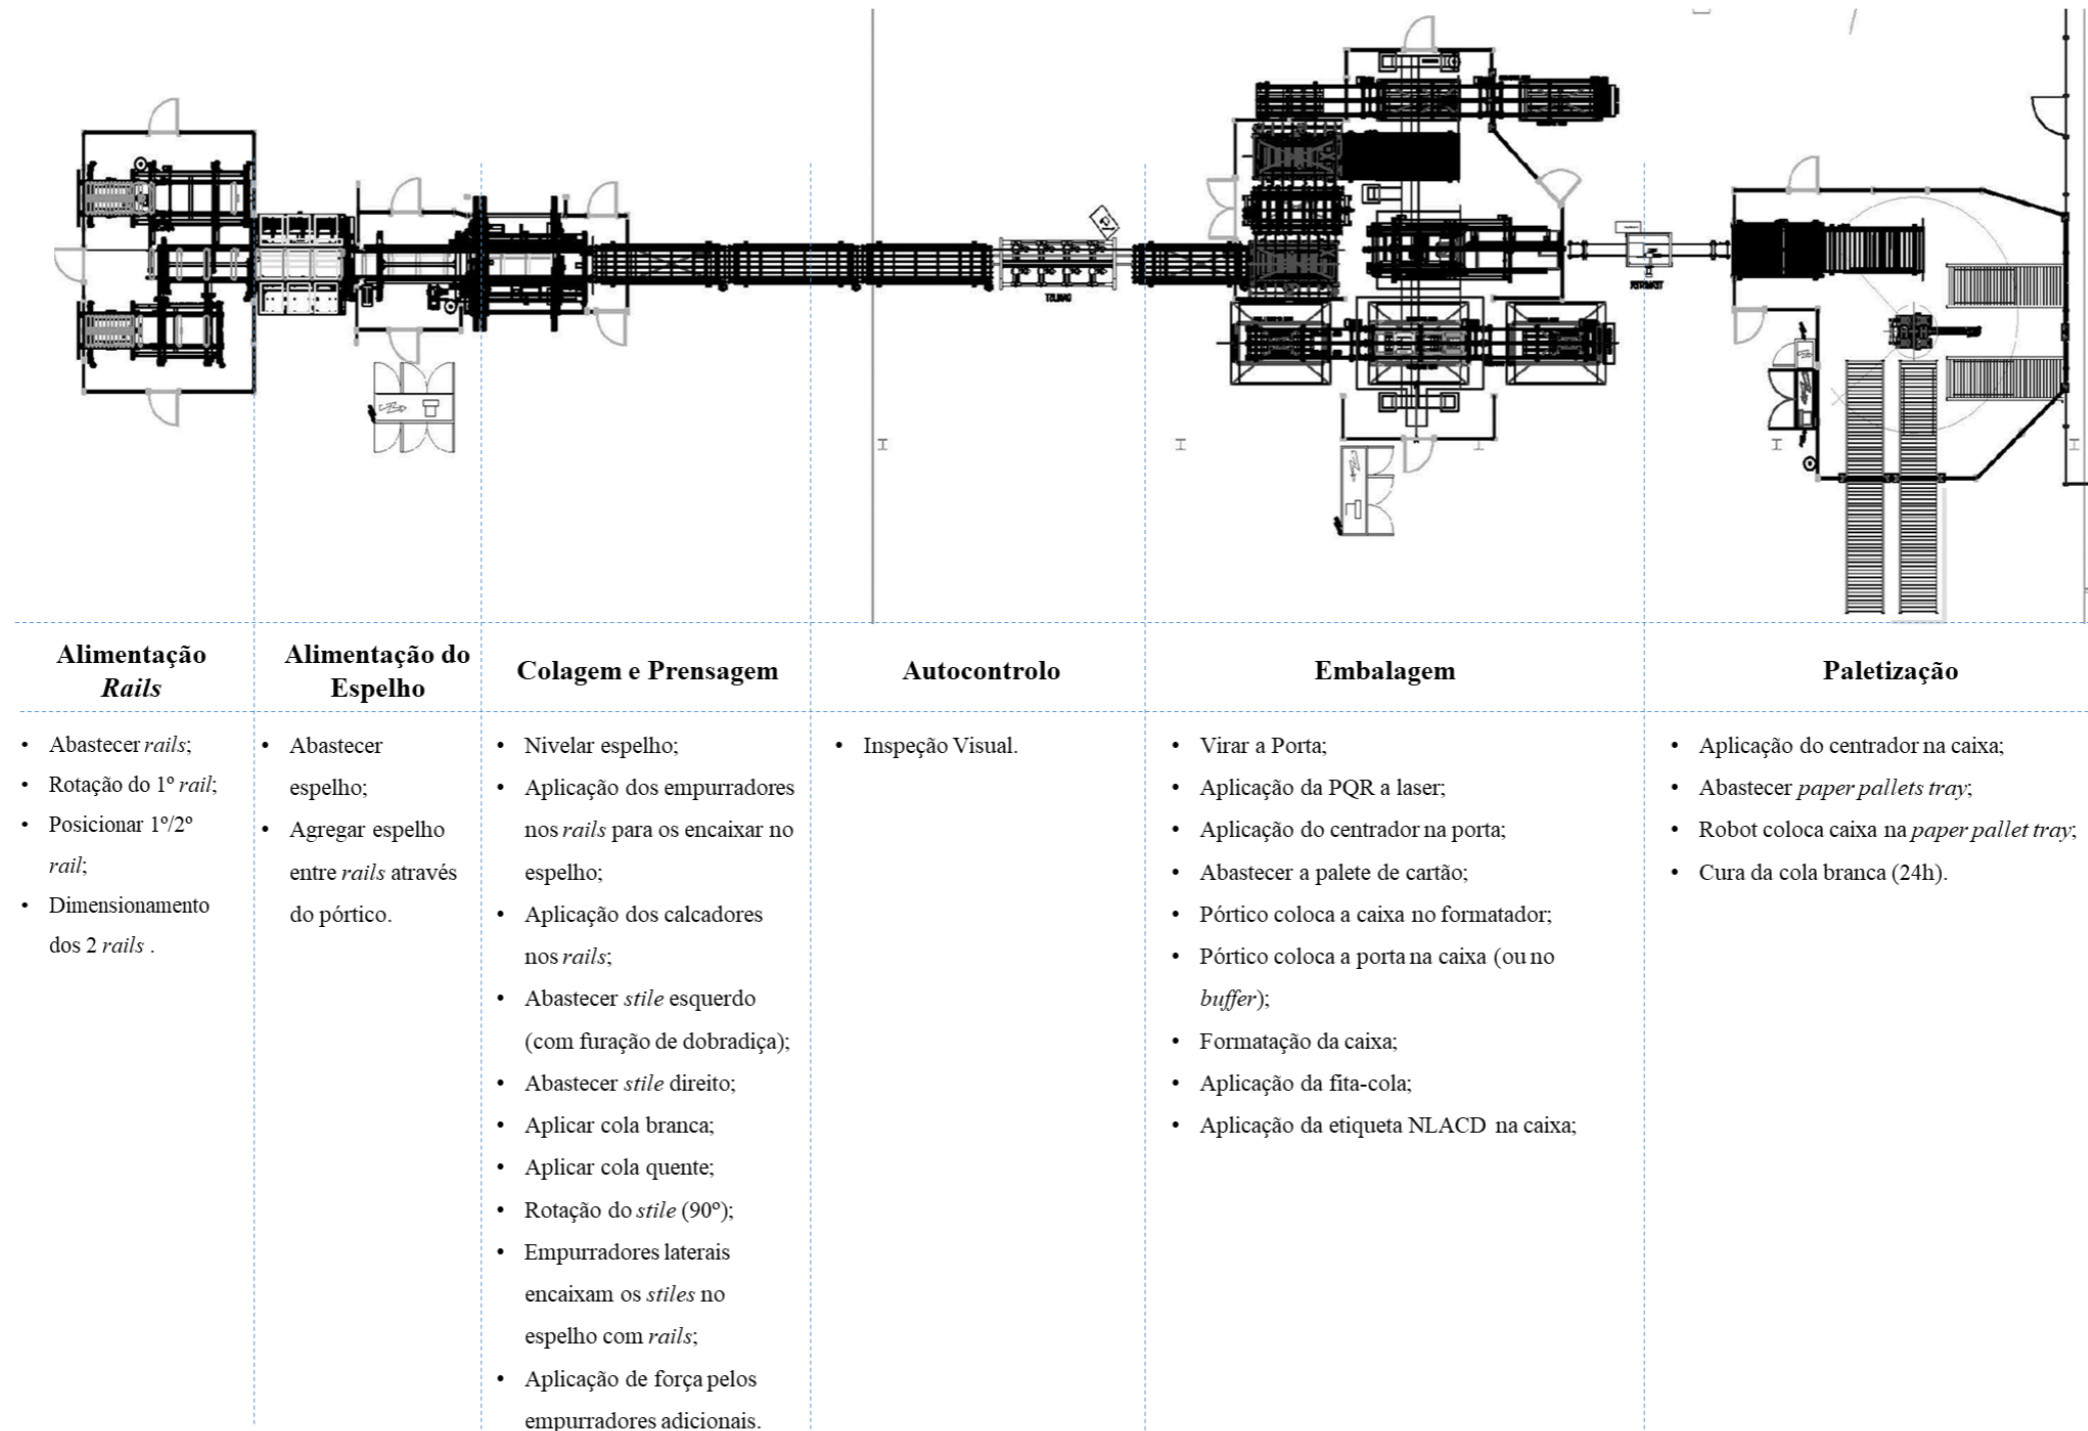 Alimentação
Rails
Alimentação do
Espelho
Colagem e Prensagem
Autocontrolo
Embalagem
Paletização
• Abastecer rails;
• Rotação do 1º rail;
• Posicionar 1º/2º
rail;
• Dimensionamento
dos 2 rails .
• Abastecer
espelho;
• Agregar espelho
entre rails através
do pórtico.
• Nivelar espelho;
• Aplicação dos empurradores
nos rails para os encaixar no
espelho;
• Aplicação dos calcadores
nos rails;
• Abastecer stile esquerdo
(com furação de dobradiça);
• Abastecer stile direito;
• Aplicar cola branca;
• Aplicar cola quente;
• Rotação do stile (90º);
• Empurradores laterais
encaixam os stiles no
espelho com rails;
• Aplicação de força pelos
empurradores adicionais.
• Inspeção Visual.
• Virar a Porta;
• Aplicação da PQR a laser;
• Aplicação do centrador na porta;
• Abastecer a palete de cartão;
• Pórtico coloca a caixa no formatador;
• Pórtico coloca a porta na caixa (ou no
buffer);
• Formatação da caixa;
• Aplicação da fita-cola;
• Aplicação da etiqueta NLACD na caixa;
• Aplicação do centrador na caixa;
• Abastecer paper pallets tray;
• Robot coloca caixa na paper pallet tray;
• Cura da cola branca (24h).